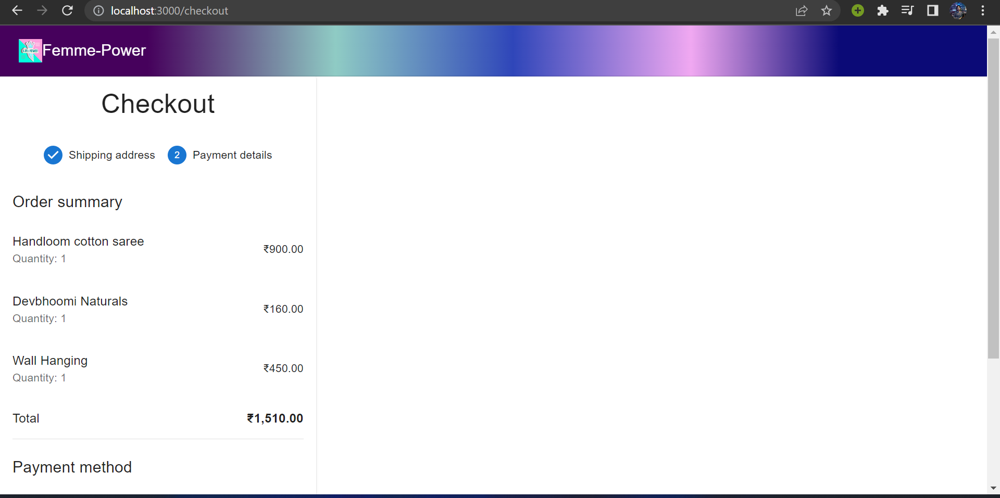 localhost:3000/checkout
Femme-Power
Checkout
Shipping address
2 Payment details
Order summary
Handloom cotton saree
₹900.00
Quantity: 1
Devbhoomi Naturals
₹160.00
Quantity: 1
Wall Hanging
₹450.00
Quantity: 1
Total ₹1,510.00
Payment method